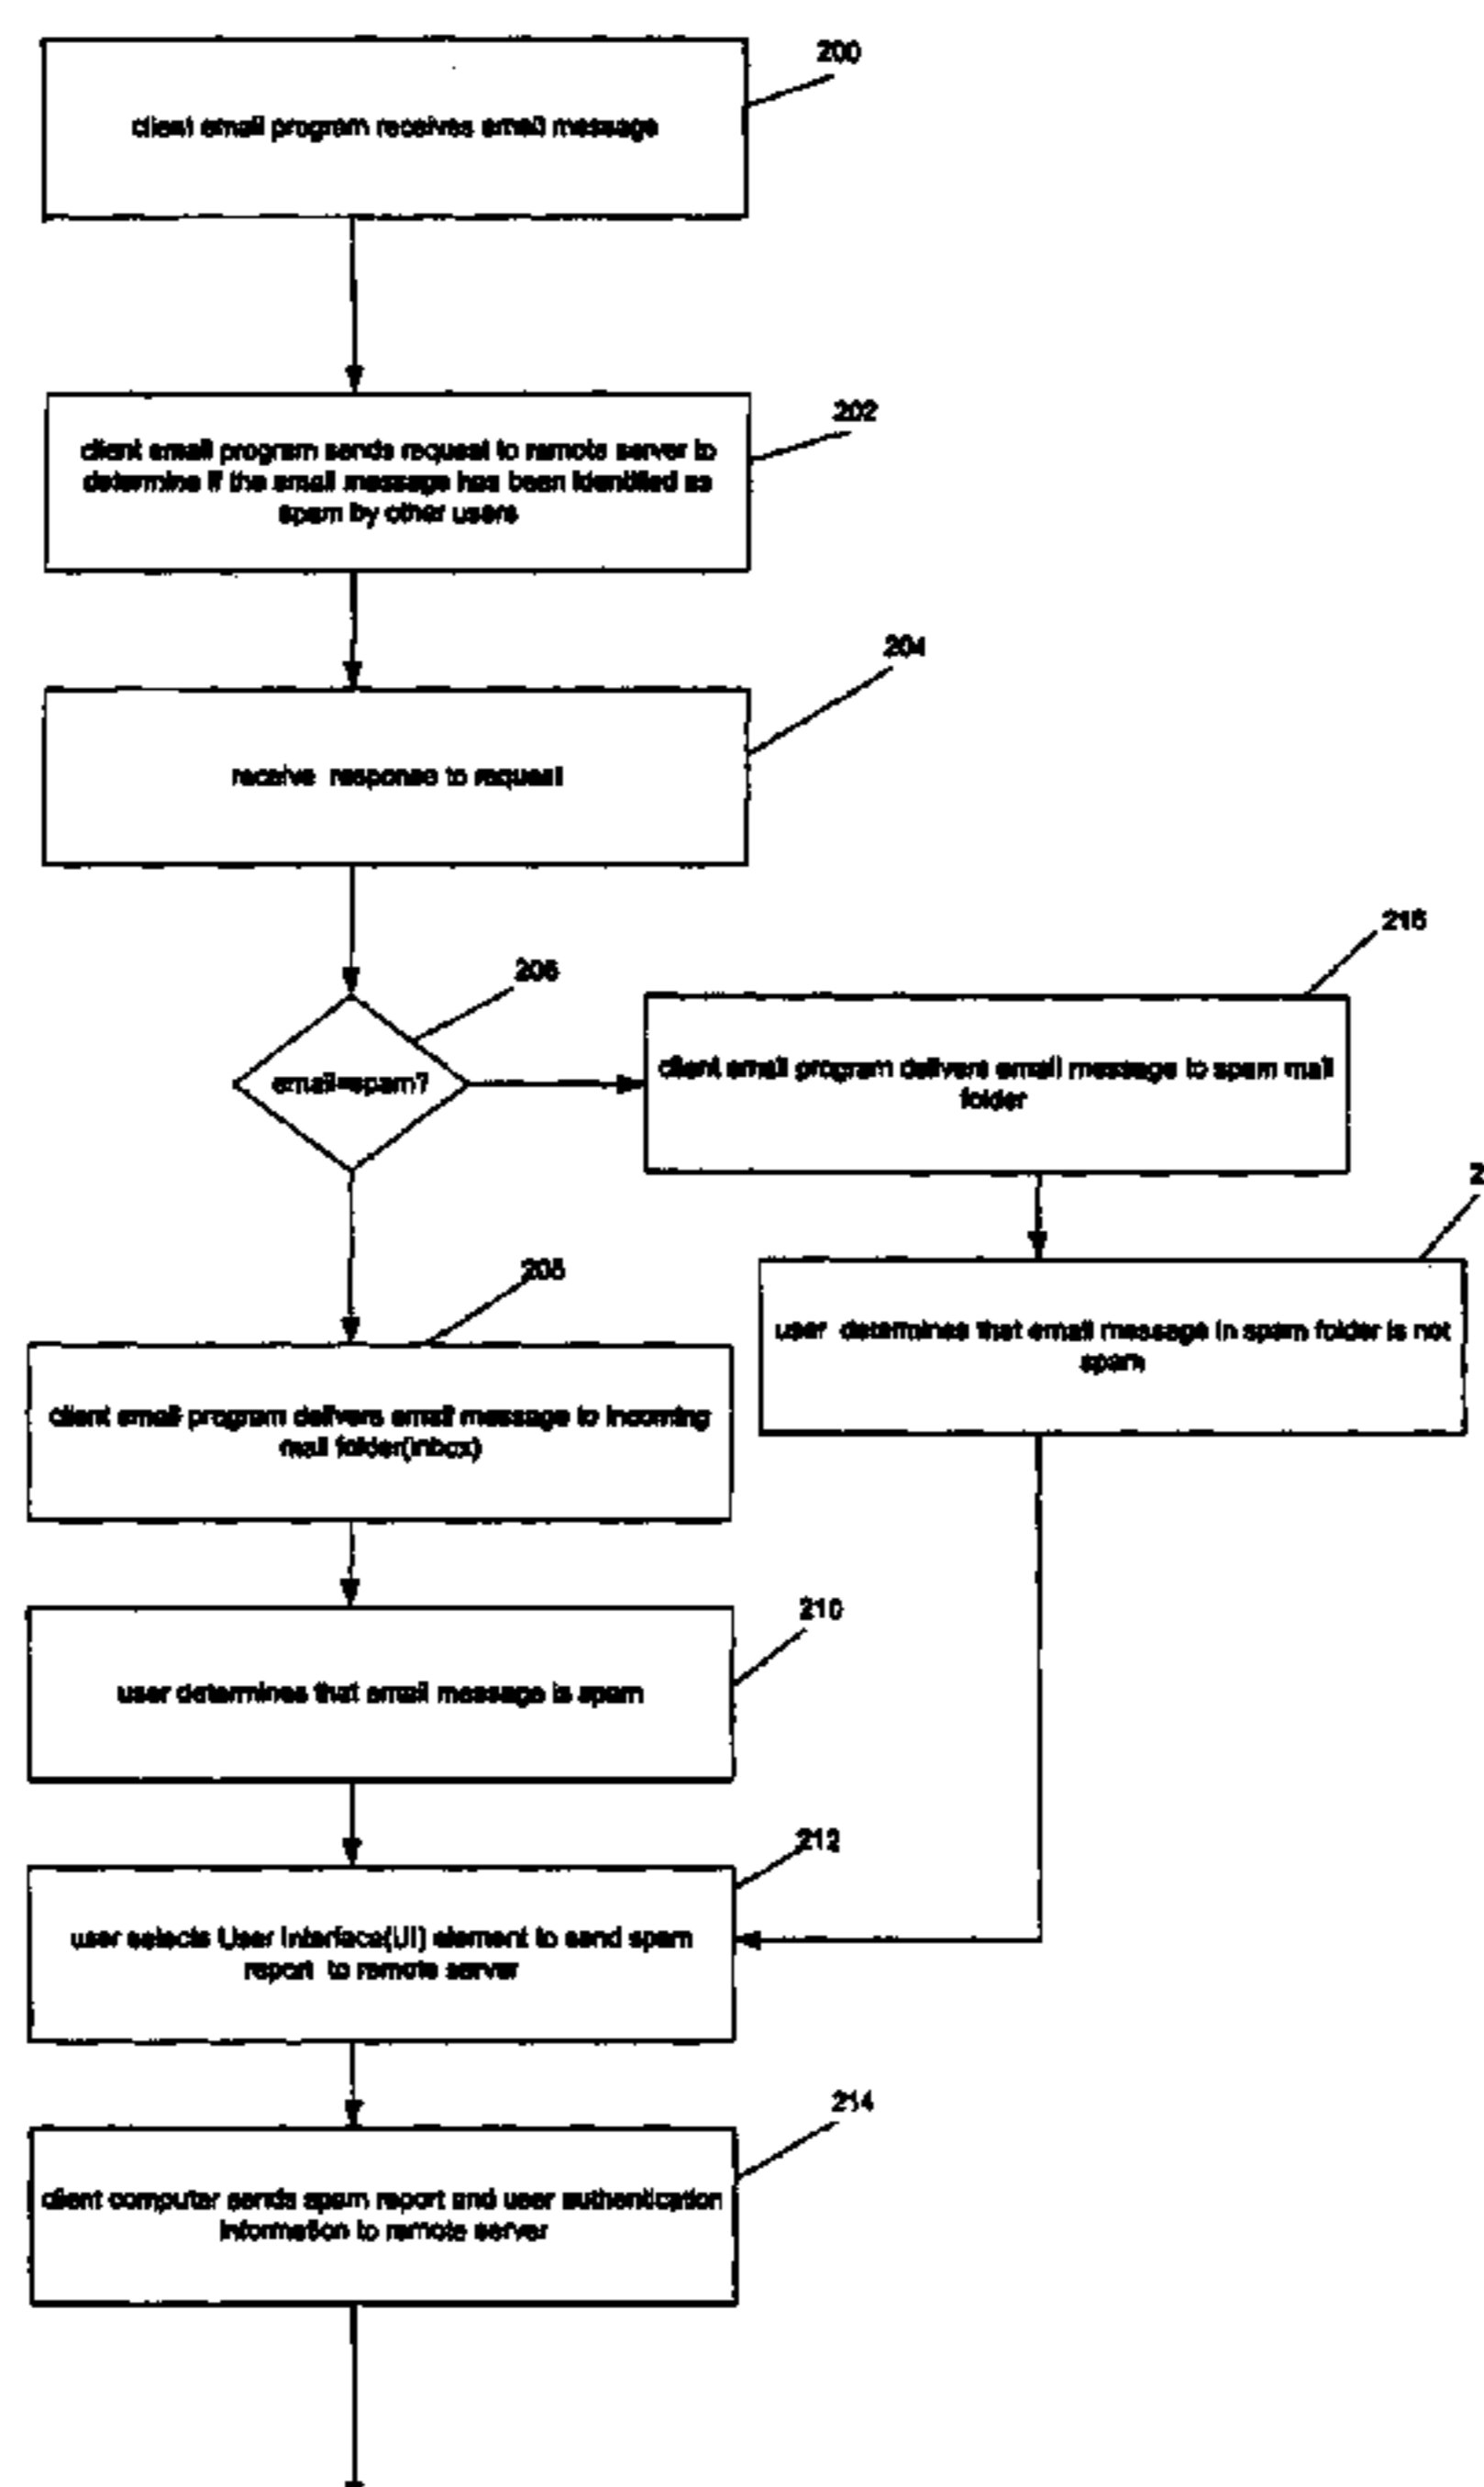 200
client email program receives email message
202
client email program sends request to remote server to
determine if the email message has been identified as
spam by other users
204
receive response to request
206
email=spam?
216
client email program delivers email message to spam mail
folder
2
user determines that email message in spam folder is not
spam
208
client email program delivers email message to incoming
mail folder(inbox)
210
user determines that email message is spam
212
user selects User Interface(UI) element to send spam
report to remote server
214
client computer sends spam report and user authentication
information to remote server